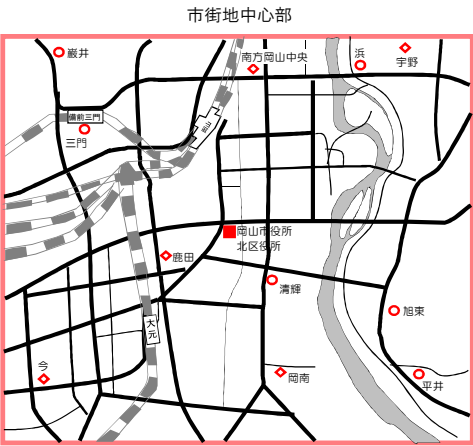 市街地中心部
巌井
南方岡山中央
浜
宇野
備前三門
三門
岡山
岡山市役所
北区役所
鹿田
清輝
旭東
大元
今
岡南
平井